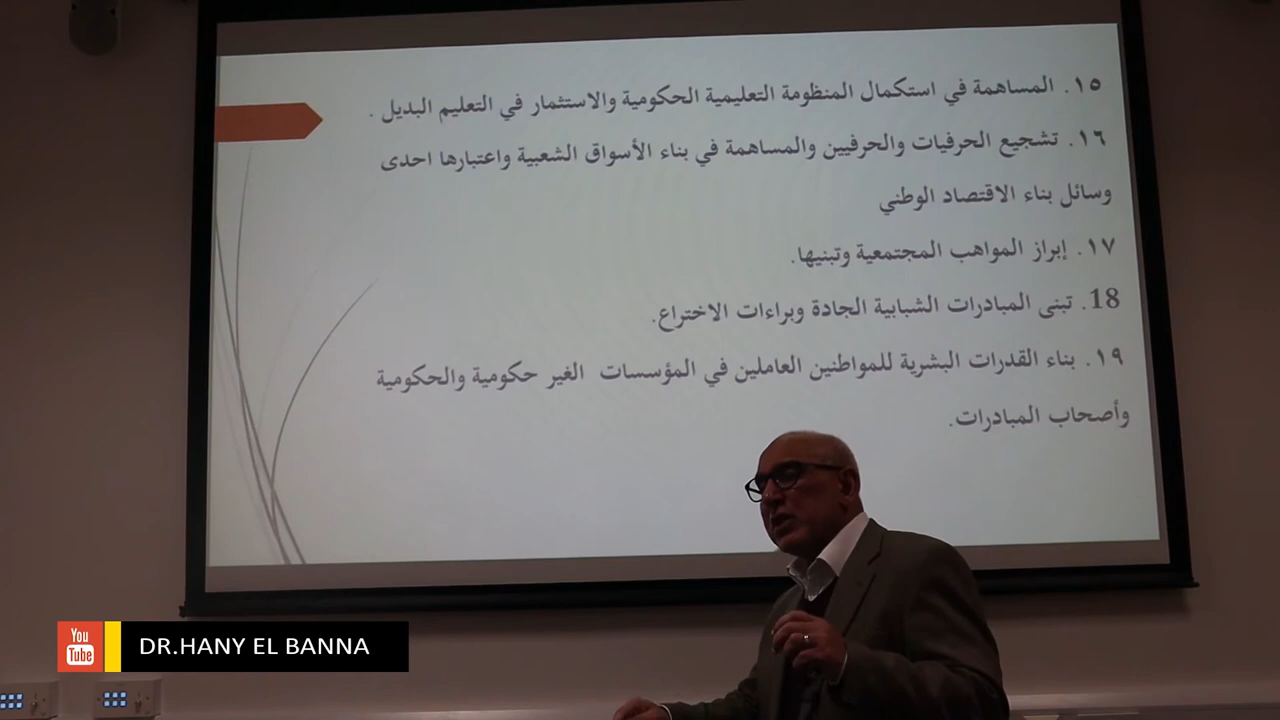 ١٥. المساهمة في استكمال المنظومة التعليمية الحكومية والاستثمار في التعليم البديل .
١٦. تشجيع الحرفيات والحرفيين والمساهمة في بناء الأسواق الشعبية واعتبارها احدى
وسائل بناء الاقتصاد الوطني
١٧. إبراز المواهب المجتمعية وتبنيها.
18. تبنى المبادرات الشبابية الجادة وبراءات الاختراع.
١٩. بناء القدرات البشرية للمواطنين العاملين في المؤسسات الغير حكومية والحكومية
وأصحاب المبادرات.
You
Tube
DR.HANY EL BANNA